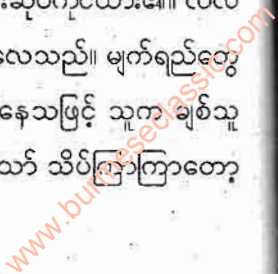 လေသည်။ မျက်ရည်တွေ
နေသဖြင့် သူက ချစ်သူ
သော် သိပ်ကြာကြာတော့
www.burmeseclassic.com